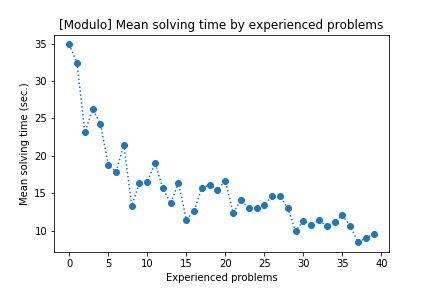 [Modulo] Mean solving time by experienced problems
Mean solving time (sec.)
35
30
25
20
15
10
0 5 10 15 20 25 30 35 40
Experienced problems